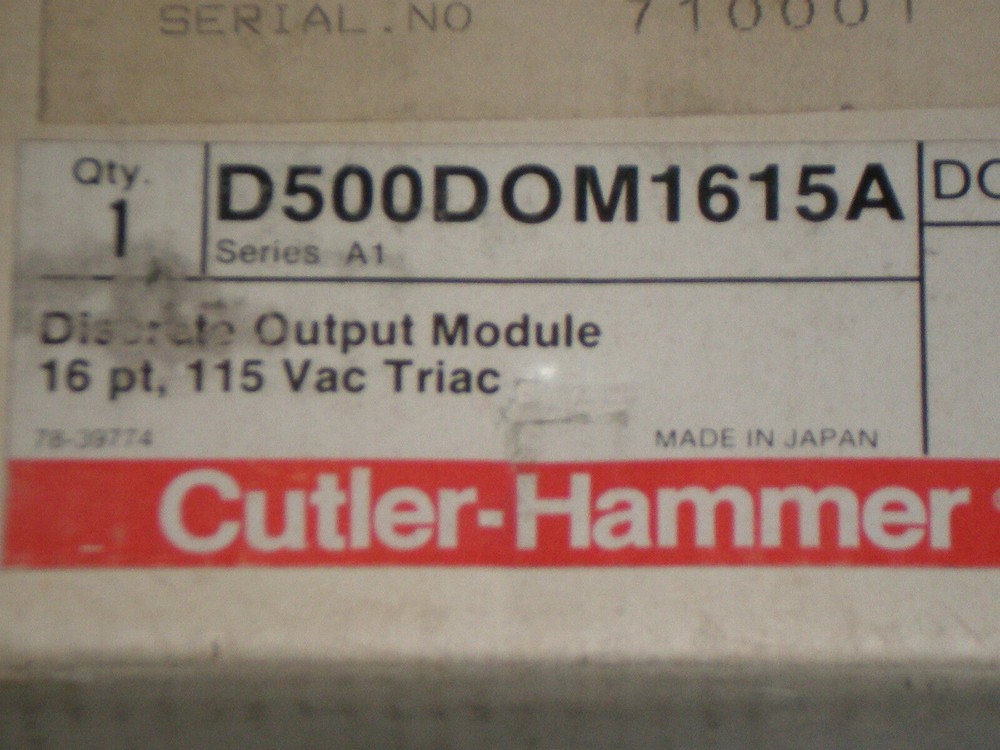 SERIAL.NO 710001
Qty.
1
D500DOM1615A
Series A1
Discrete Output Module
16 pt, 115 Vac Triac
78-39774
MADE IN JAPAN
Cutler-Hammer